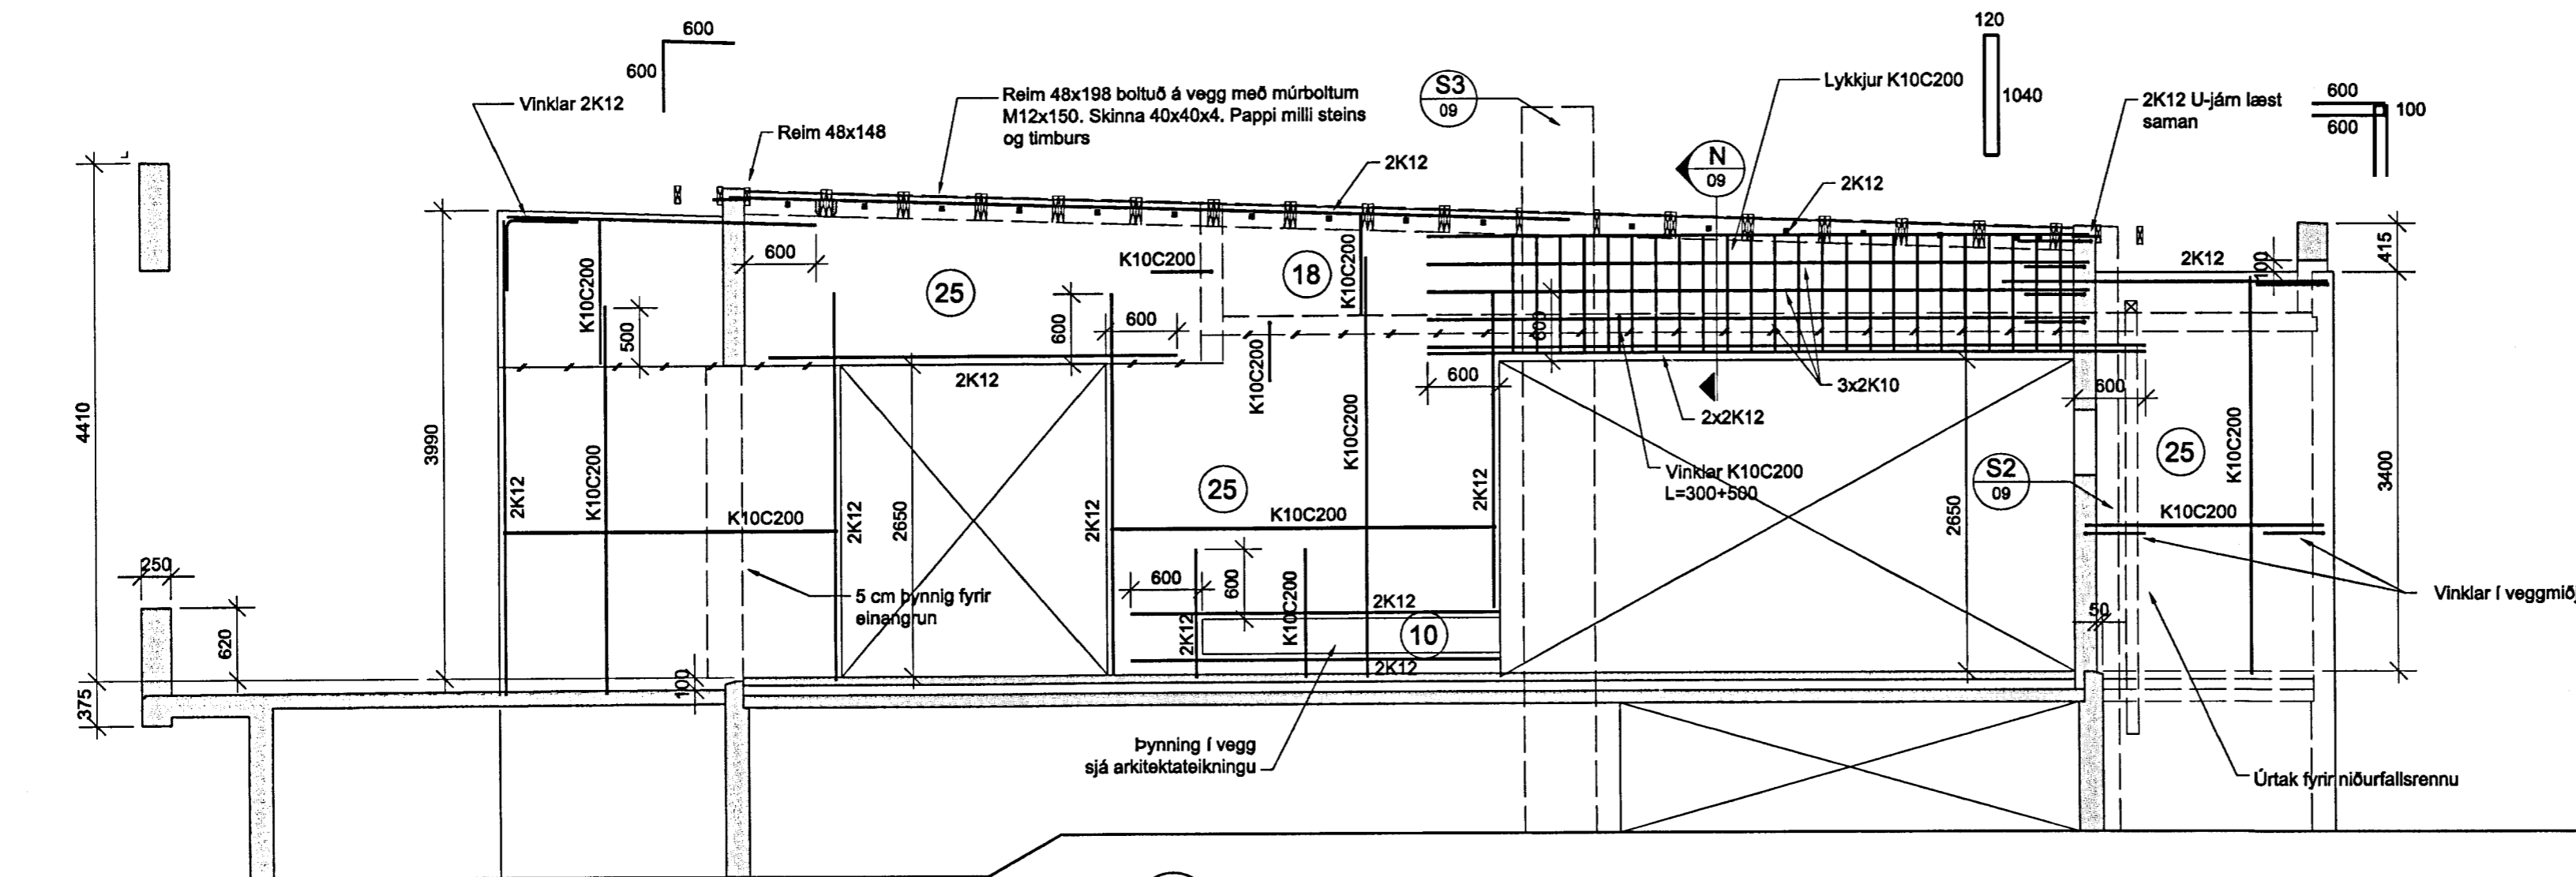 120
600
600
Vinklar 2K12
Reim 48x198 boltuð á vegg með múrboltum
M12x150. Skinna 40x40x4. Pappi milli steins
og timburs
Reim 48x148
S3
09
Lykkjur K10C200
1040
2K12 U-járn læst
saman
600
100
600
2K12
N
09
2K12
K10C200
600
25
K10C200
18
K10C200
2K12
100
415
500
600
600
K10C200
600
2K12
600
3x2K10
2x2K12
600
4410
3990
2K12
K10C200
K10C200
2K12
2650
2K12
25
K10C200
K10C200
2K12
Vinklar K10C200
L=300+500
2650
S2
09
25
K10C200
K10C200
3400
250
620
375
100
5 cm þynnig fyrir
einangrun
600
600
2K12
K10C200
2K12
10
2K12
50
Vinklar í veggmiðj
Þynning í vegg
sjá arkitektateikningu
Úrtak fyrir niðurfallsrennu